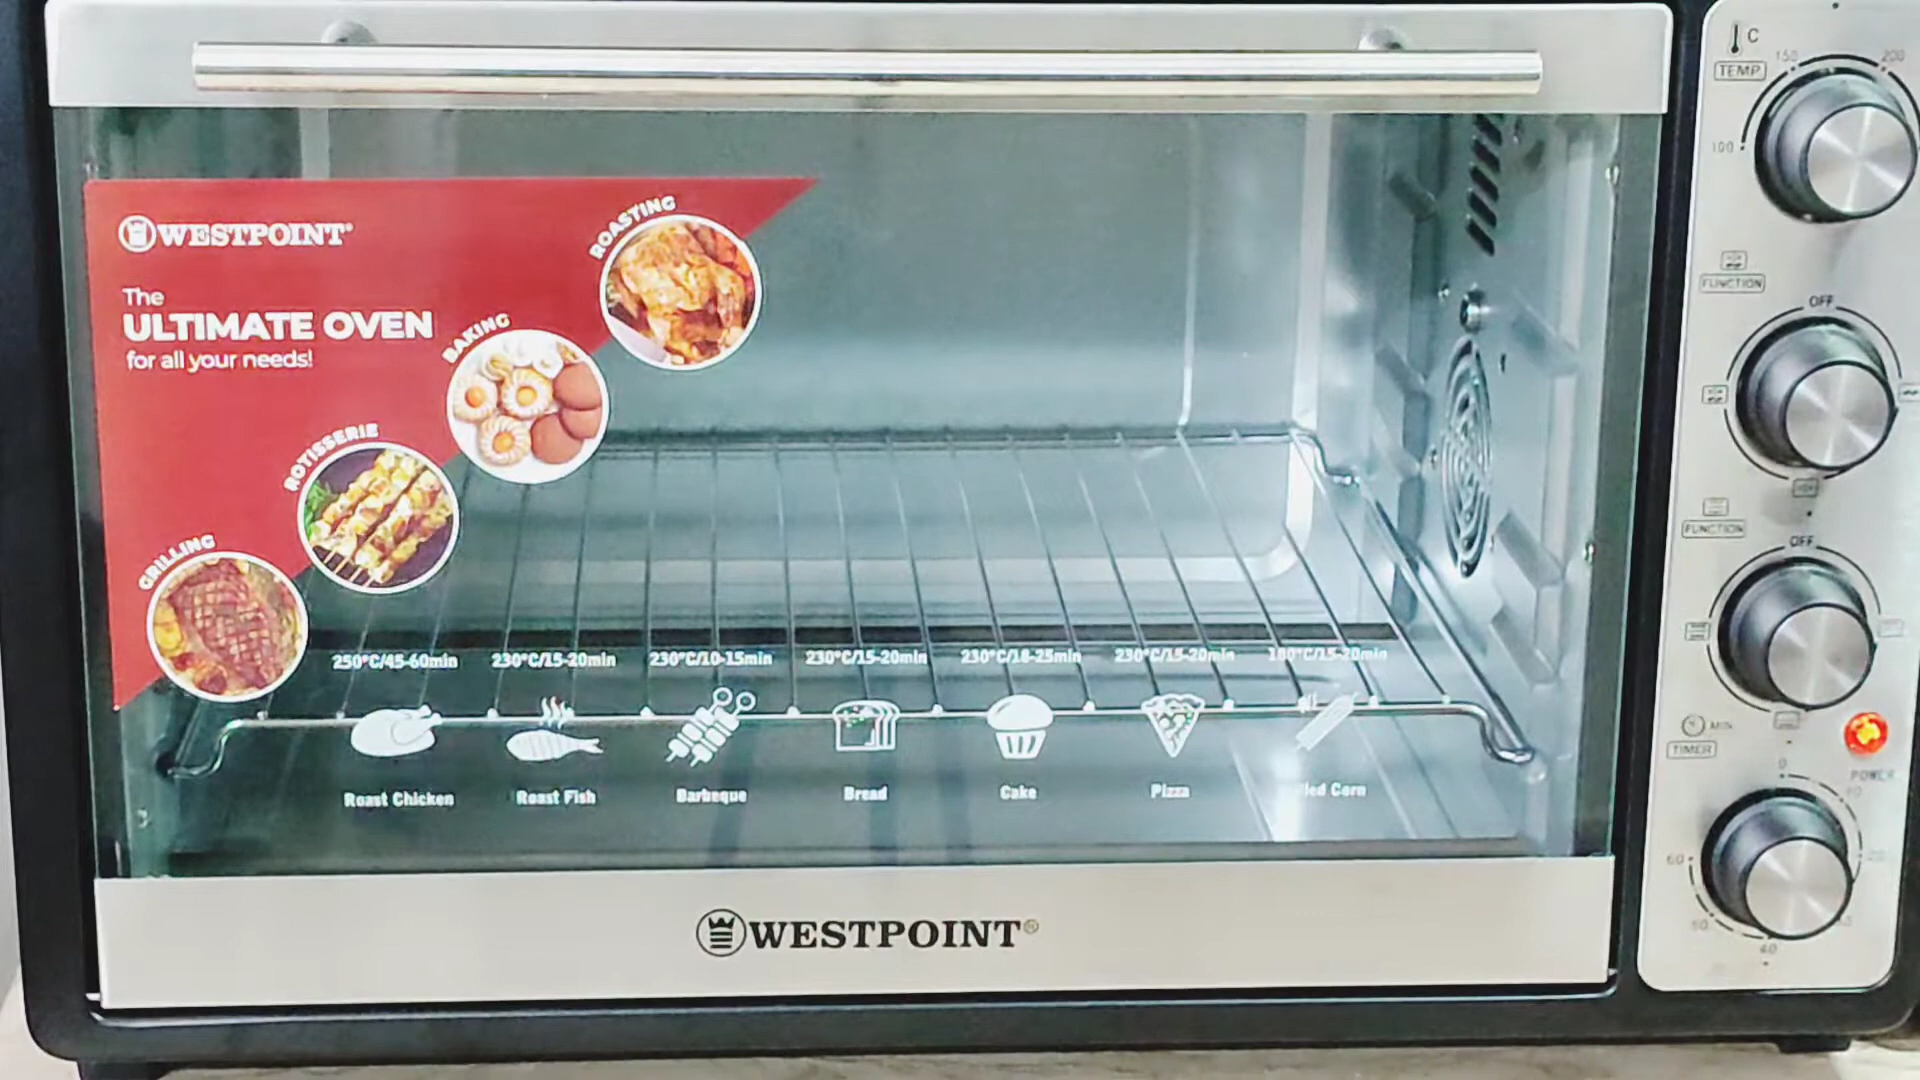 WESTPOINT®
The
ULTIMATE OVEN
for all your needs!
ROASTING
BAKING
ROTISSERIE
GRILLING
250°C/45-60min
230°C/15-20min
230°C/10-15min
230°C/15-20min
230°C/18-25min
230°C/15-20min
180°C/15-20min
Roast Chicken
Roast Fish
Barbeque
Bread
Cake
Pizza
Corn
WESTPOINT®
C
TEMP
100
150
200
FUNCTION
OFF
FUNCTION
OFF
MIN
TIMER
POWER
0
10
20
40
50
60